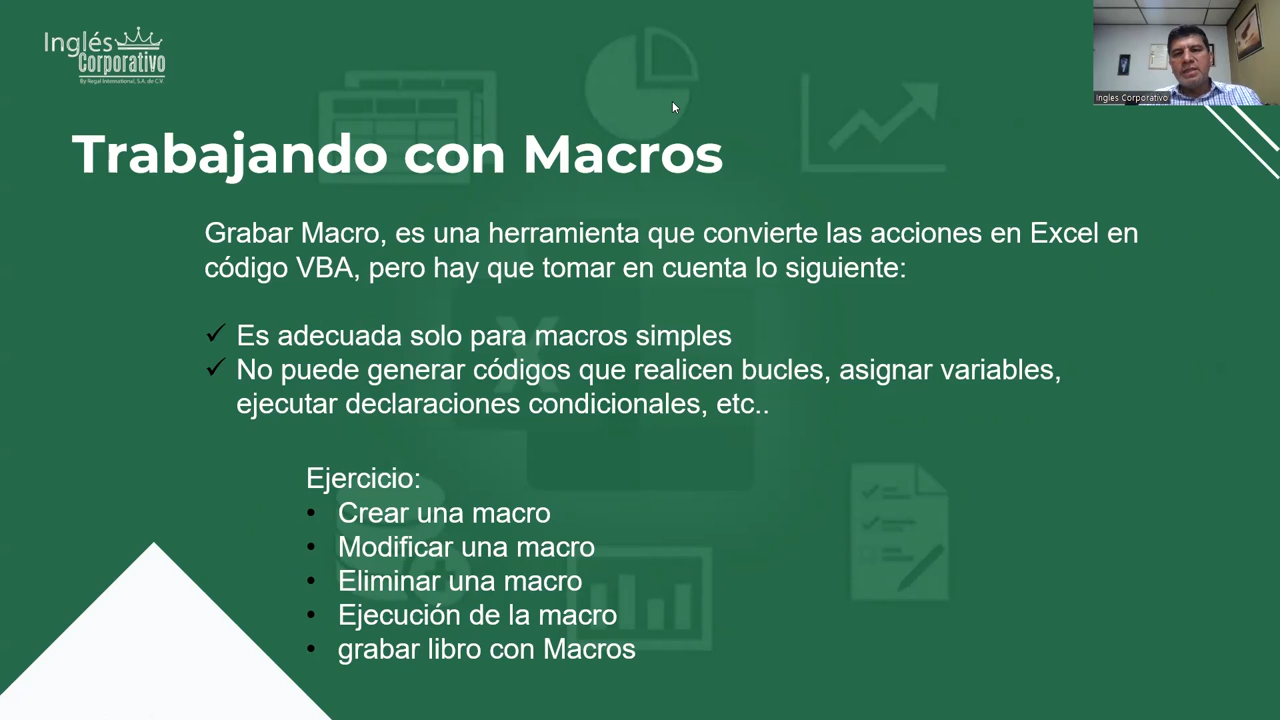 Inglés
Corporativo
By Regal International, S.A. de C.V.
Ingles Corporativo
Trabajando con Macros
Grabar Macro, es una herramienta que convierte las acciones en Excel en
código VBA, pero hay que tomar en cuenta lo siguiente:
✓ Es adecuada solo para macros simples
✓ No puede generar códigos que realicen bucles, asignar variables,
ejecutar declaraciones condicionales, etc..
Ejercicio:
• Crear una macro
• Modificar una macro
• Eliminar una macro
• Ejecución de la macro
• grabar libro con Macros